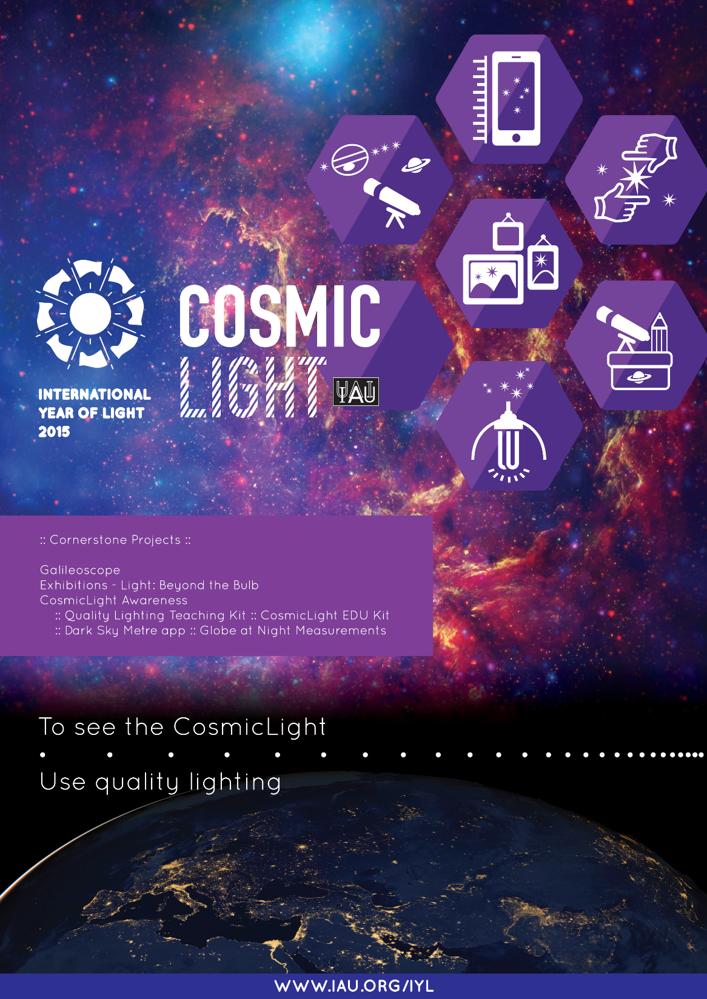 COSMIC
LIGHT
IAU
INTERNATIONAL
YEAR OF LIGHT
2015
:: Cornerstone Projects ::
Galileoscope
Exhibitions - Light: Beyond the Bulb
CosmicLight Awareness
:: Quality Lighting Teaching Kit :: CosmicLight EDU Kit
:: Dark Sky Metre app :: Globe at Night Measurements
To see the CosmicLight
Use quality lighting
WWW.IAU.ORG/IYL